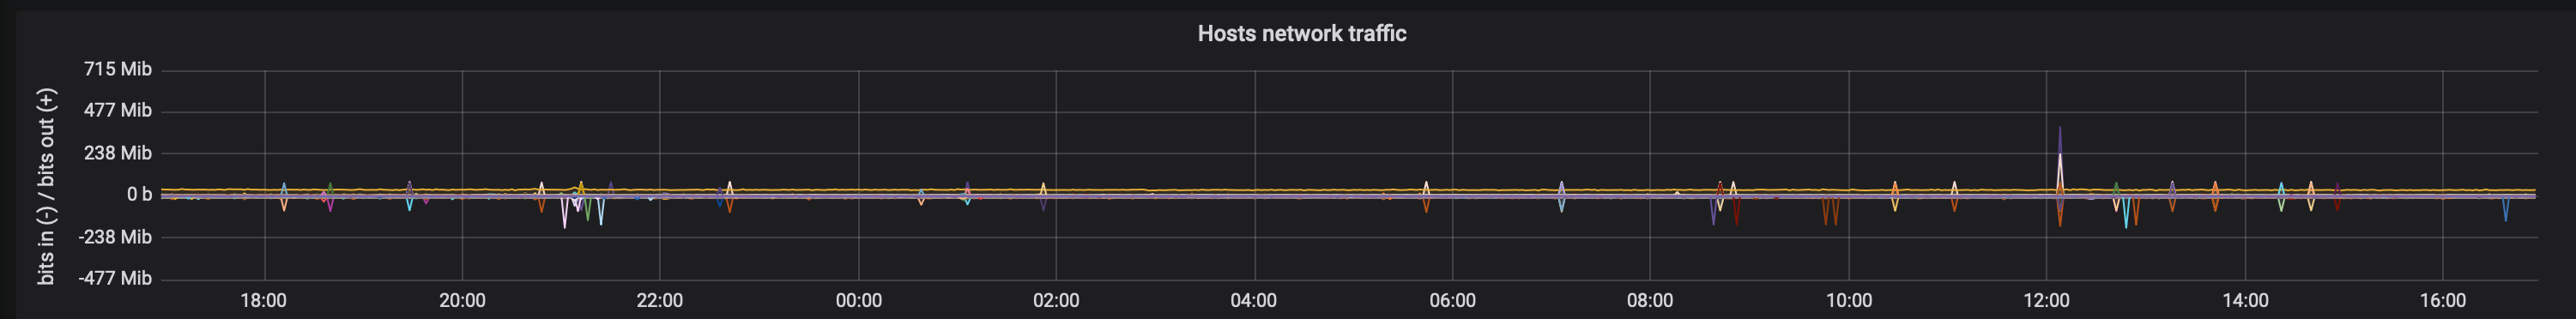 Hosts network traffic
bits in (-) / bits out (+)
715 Mib
477 Mib
238 Mib
0 b
-238 Mib
-477 Mib
18:00 20:00 22:00 00:00 02:00 04:00 06:00 08:00 10:00 12:00 14:00 16:00